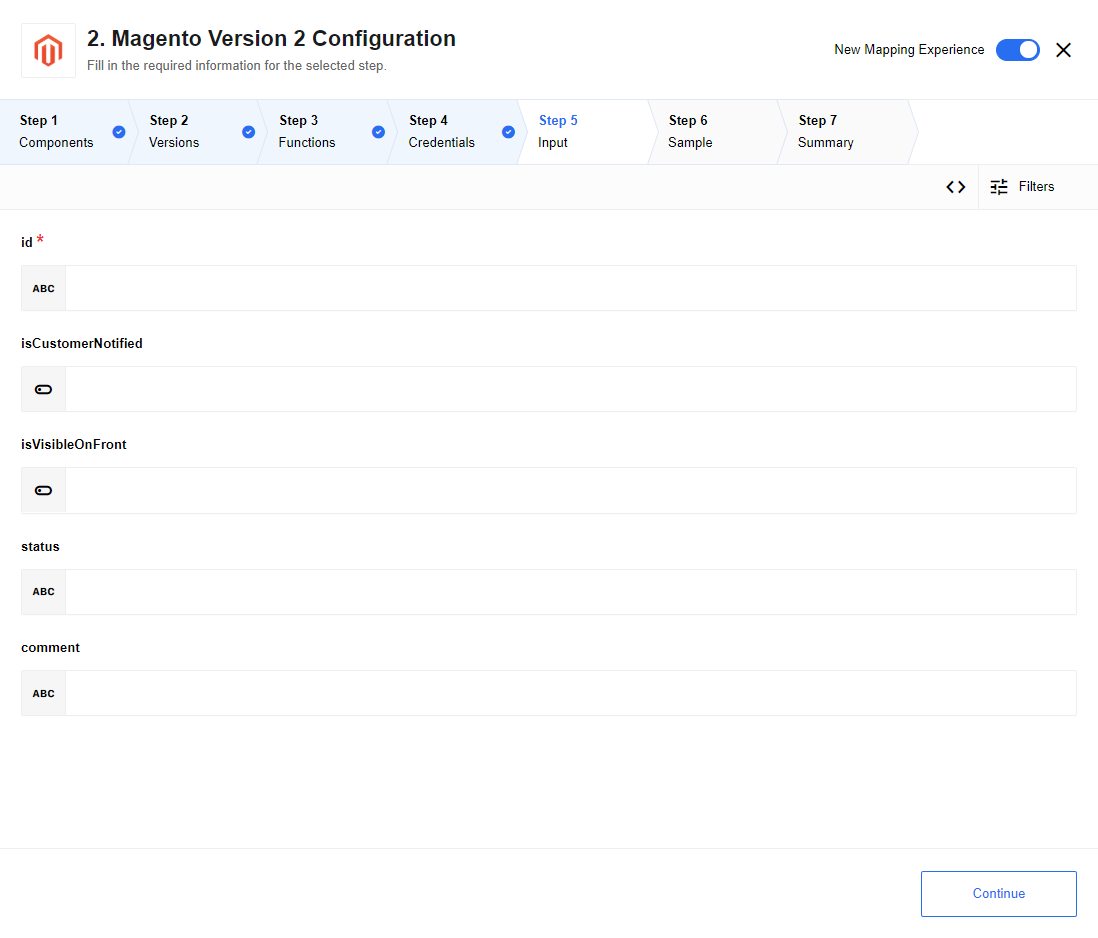 2. Magento Version 2 Configuration
Fill in the required information for the selected step.
New Mapping Experience
Step 1
Components
Step 2
Versions
Step 3
Functions
Step 4
Credentials
Step 5
Input
Step 6
Sample
Step 7
Summary
Filters
id *
ABC
isCustomerNotified
isVisibleOnFront
status
ABC
comment
ABC
Continue